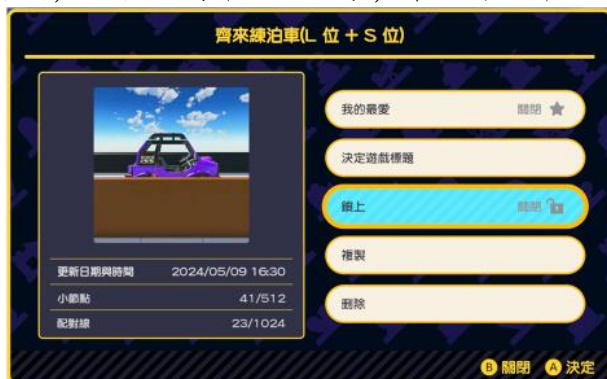 齊來練泊車(L 位 + S 位)
我的最愛 關閉
決定遊戲標題
鎖上 關閉
複製
刪除
更新日期與時間 2024/05/09 16:30
小節點 41/512
配對線 23/1024
B 關閉 A 決定